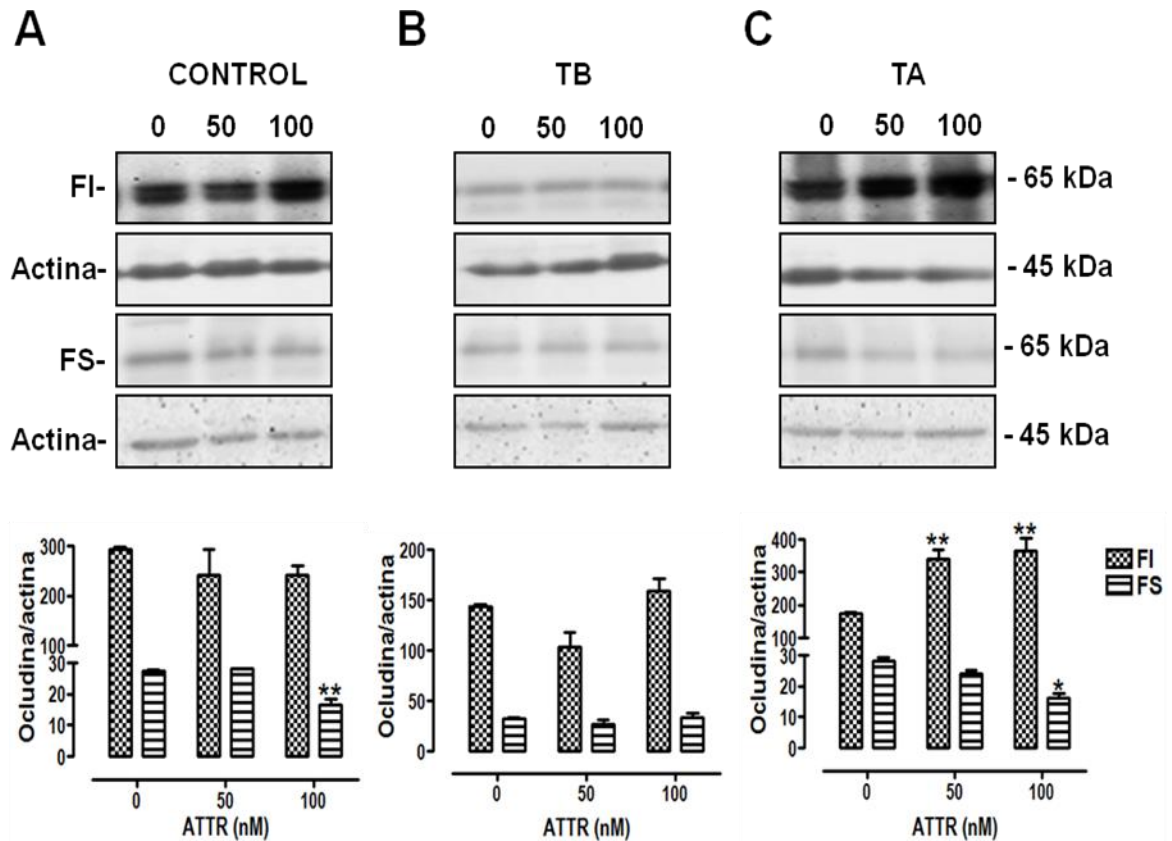 A
B
C
CONTROL
TB
TA
0 50 100
0 50 100
0 50 100
FI-
- 65 kDa
Actina-
- 45 kDa
FS-
- 65 kDa
Actina-
- 45 kDa
Ocludina/actina
300
200
100
30
20
10
0
**
0 50 100
ATTR (nM)
Ocludina/actina
200
150
100
50
0
0 50 100
ATTR (nM)
Ocludina/actina
400
300
200
100
30
20
10
0
**
**
*
0 50 100
ATTR (nM)
FI
FS